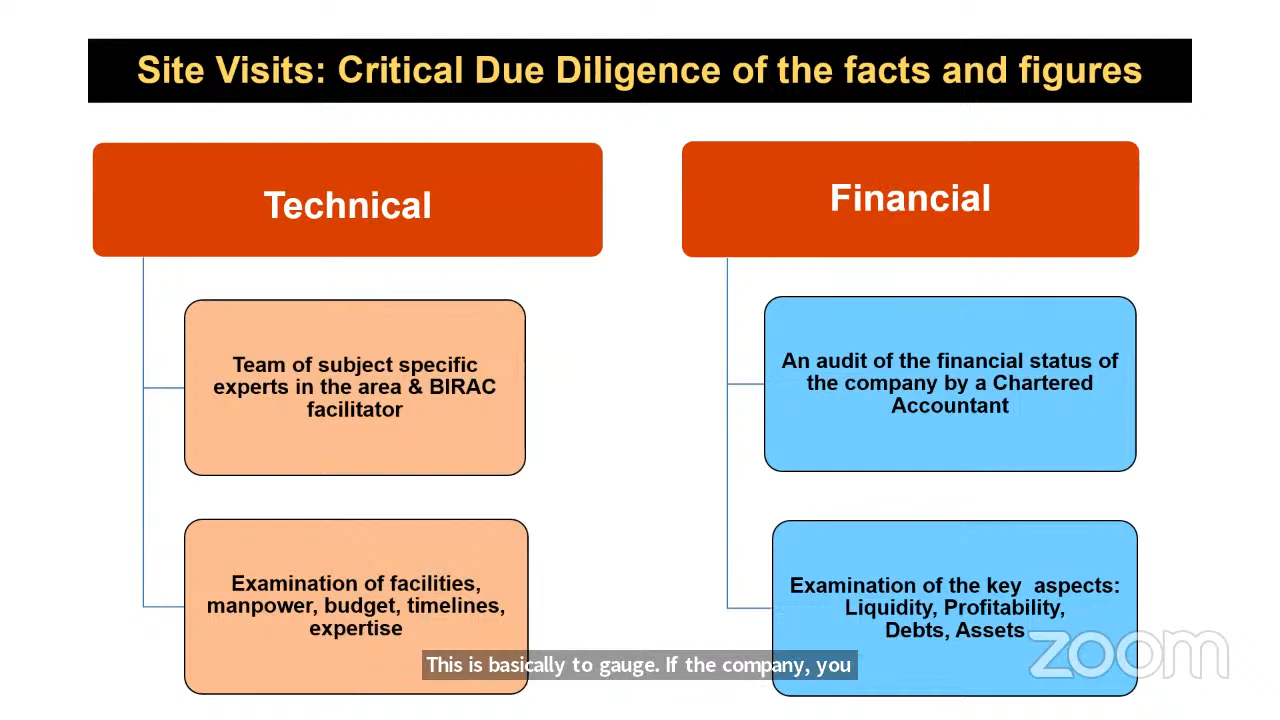 Site Visits: Critical Due Diligence of the facts and figures
Technical
Team of subject specific
experts in the area & BIRAC
facilitator
Examination of facilities,
manpower, budget, timelines,
expertise
Financial
An audit of the financial status of
the company by a Chartered
Accountant
Examination of the key aspects:
Liquidity, Profitability,
Debts, Assets
This is basically to gauge. If the company, you
zoom